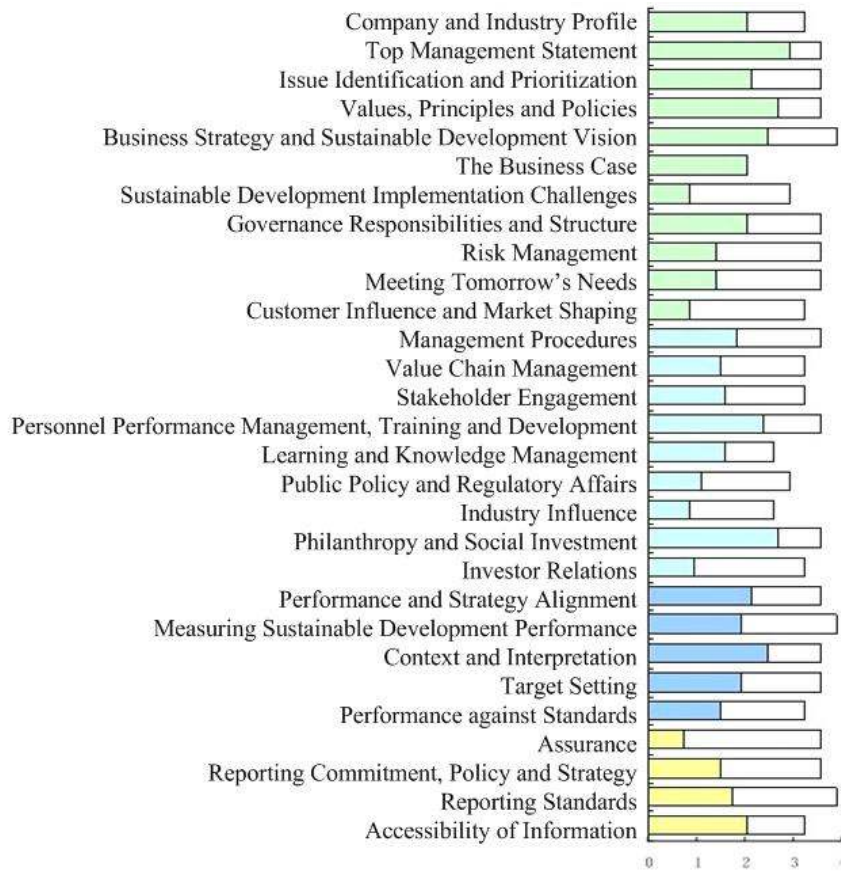 Company and Industry Profile
Top Management Statement
Issue Identification and Prioritization
Values, Principles and Policies
Business Strategy and Sustainable Development Vision
The Business Case
Sustainable Development Implementation Challenges
Governance Responsibilities and Structure
Risk Management
Meeting Tomorrow’s Needs
Customer Influence and Market Shaping
Management Procedures
Value Chain Management
Stakeholder Engagement
Personnel Performance Management, Training and Development
Learning and Knowledge Management
Public Policy and Regulatory Affairs
Industry Influence
Philanthropy and Social Investment
Investor Relations
Performance and Strategy Alignment
Measuring Sustainable Development Performance
Context and Interpretation
Target Setting
Performance against Standards
Assurance
Reporting Commitment, Policy and Strategy
Reporting Standards
Accessibility of Information
0 1 2 3